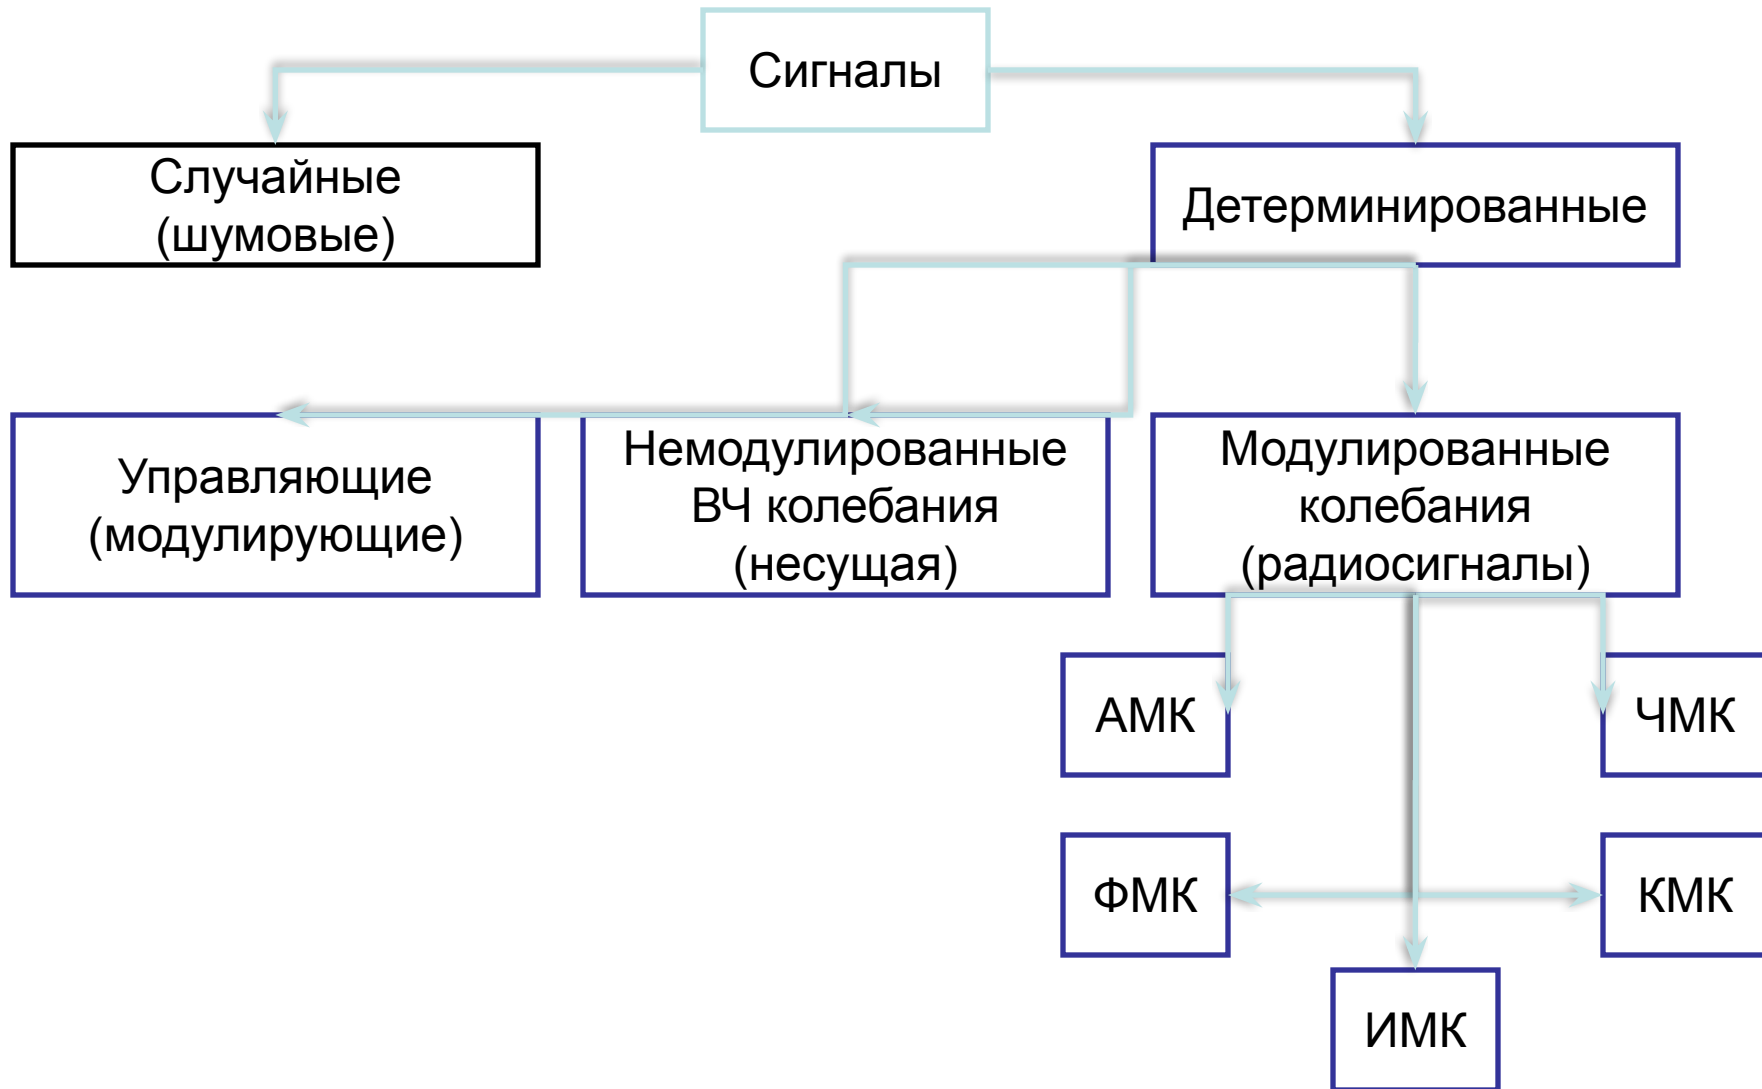 Сигналы
Случайные
(шумовые)
Детерминированные
Управляющие
(модулирующие)
Немодулированные
ВЧ колебания
(несущая)
Модулированные
колебания
(радиосигналы)
АМК
ЧМК
ФМК
КМК
ИМК